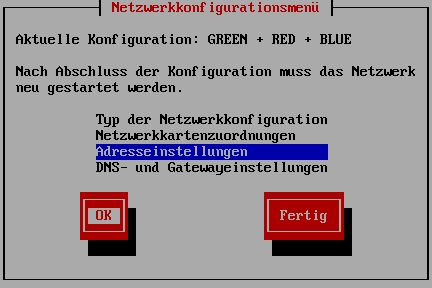 Netzwerkkonfigurationsmenü
Aktuelle Konfiguration: GREEN + RED + BLUE
Nach Abschluss der Konfiguration muss das Netzwerk
neu gestartet werden.
Typ der Netzwerkkonfiguration
Netzwerkkartenzuordnungen
Adresseinstellungen
DNS- und Gatewayeinstellungen
OK
Fertig